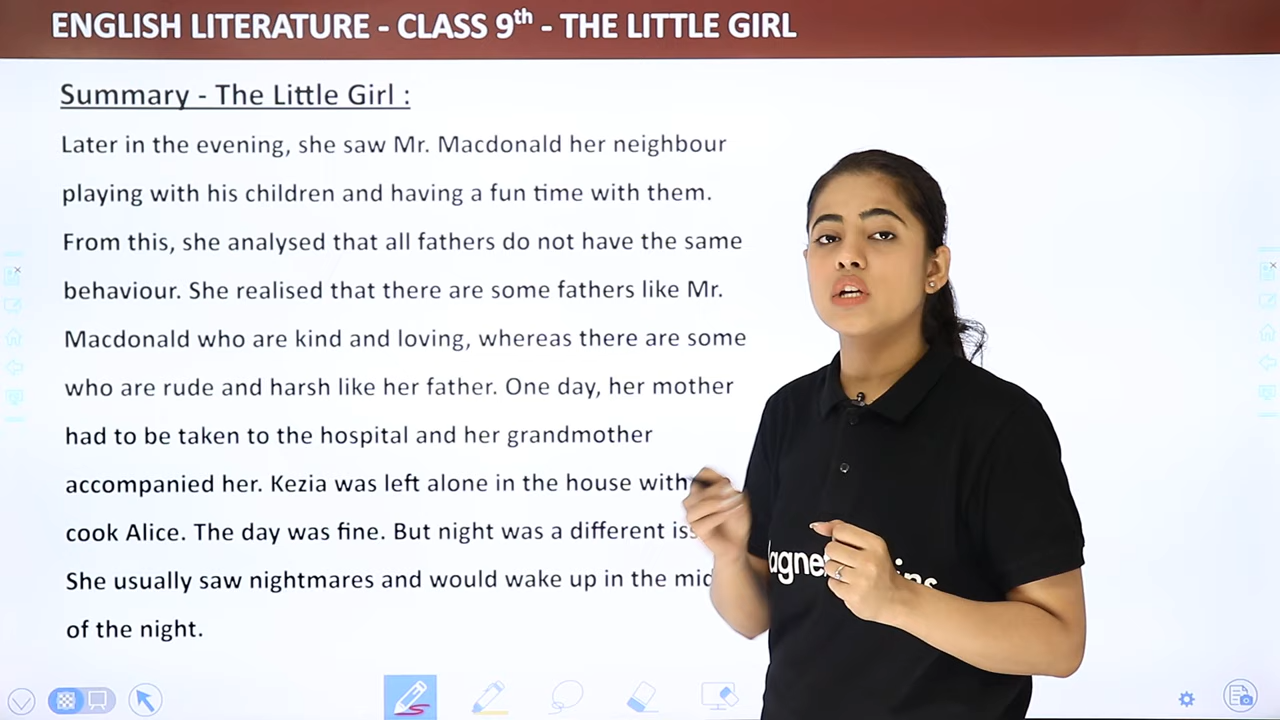 ENGLISH LITERATURE - CLASS 9th - THE LITTLE GIRL
Summary - The Little Girl :
Later in the evening, she saw Mr. Macdonald her neighbour
playing with his children and having a fun time with them.
From this, she analysed that all fathers do not have the same
behaviour. She realised that there are some fathers like Mr.
Macdonald who are kind and loving, whereas there are some
who are rude and harsh like her father. One day, her mother
had to be taken to the hospital and her grandmother
accompanied her. Kezia was left alone in the house with
cook Alice. The day was fine. But night was a different
She usually saw nightmares and would wake up in the
of the night.